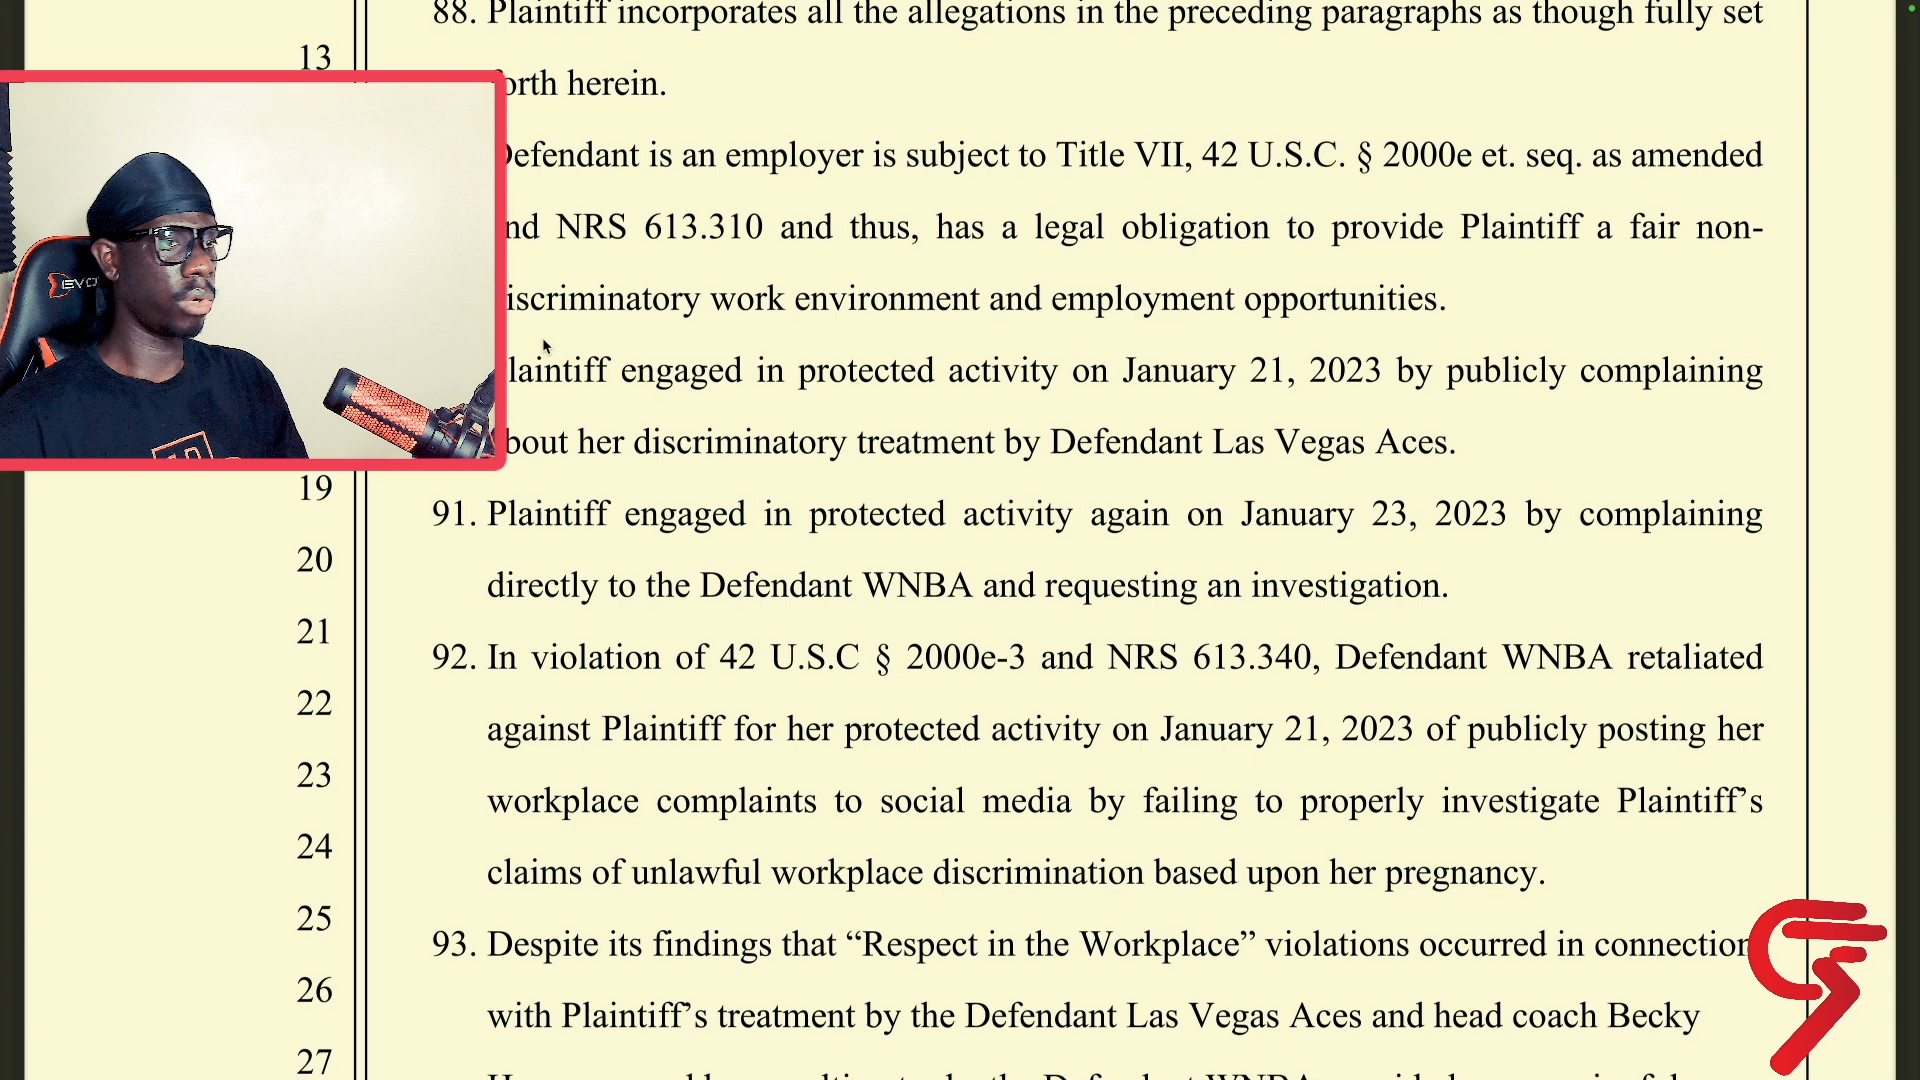 88. Plaintiff incorporates all the allegations in the preceding paragraphs as though fully set
13
orth herein.
Defendant is an employer is subject to Title VII, 42 U.S.C. § 2000e et. seq. as amended
nd NRS 613.310 and thus, has a legal obligation to provide Plaintiff a fair non-
iscriminatory work environment and employment opportunities.
laintiff engaged in protected activity on January 21, 2023 by publicly complaining
bout her discriminatory treatment by Defendant Las Vegas Aces.
19
91. Plaintiff engaged in protected activity again on January 23, 2023 by complaining
20
directly to the Defendant WNBA and requesting an investigation.
21
92. In violation of 42 U.S.C § 2000e-3 and NRS 613.340, Defendant WNBA retaliated
22
against Plaintiff for her protected activity on January 21, 2023 of publicly posting her
23
workplace complaints to social media by failing to properly investigate Plaintiff’s
24
claims of unlawful workplace discrimination based upon her pregnancy.
25
93. Despite its findings that “Respect in the Workplace” violations occurred in connection
26
with Plaintiff’s treatment by the Defendant Las Vegas Aces and head coach Becky
27